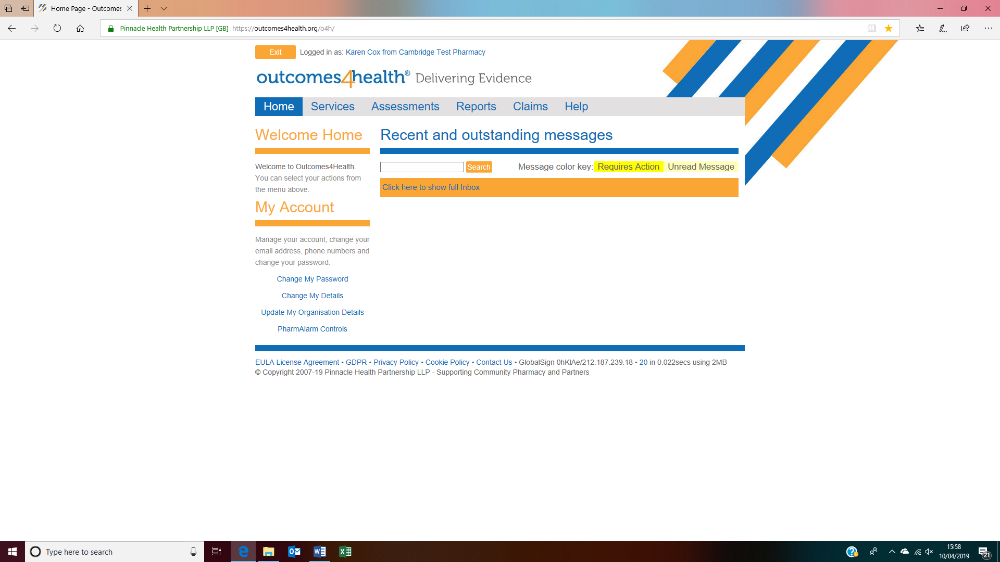 Home Page - Outcomes
Pinnacle Health Partnership LLP [GB] https://outcomes4health.org/o4h/
Exit Logged in as: Karen Cox from Cambridge Test Pharmacy
outcomes4health® Delivering Evidence
Home Services Assessments Reports Claims Help
Welcome Home
Welcome to Outcomes4Health.
You can select your actions from
the menu above.
My Account
Manage your account, change your
email address, phone numbers and
change your password.
Change My Password
Change My Details
Update My Organisation Details
PharmAlarm Controls
Recent and outstanding messages
Search Message color key: Requires Action Unread Message
Click here to show full Inbox
EULA License Agreement • GDPR • Privacy Policy • Cookie Policy • Contact Us • GlobalSign 0hKlAe/212.187.239.18 • 20 in 0.022secs using 2MB
© Copyright 2007-19 Pinnacle Health Partnership LLP - Supporting Community Pharmacy and Partners
Type here to search
15:58
10/04/2019
21